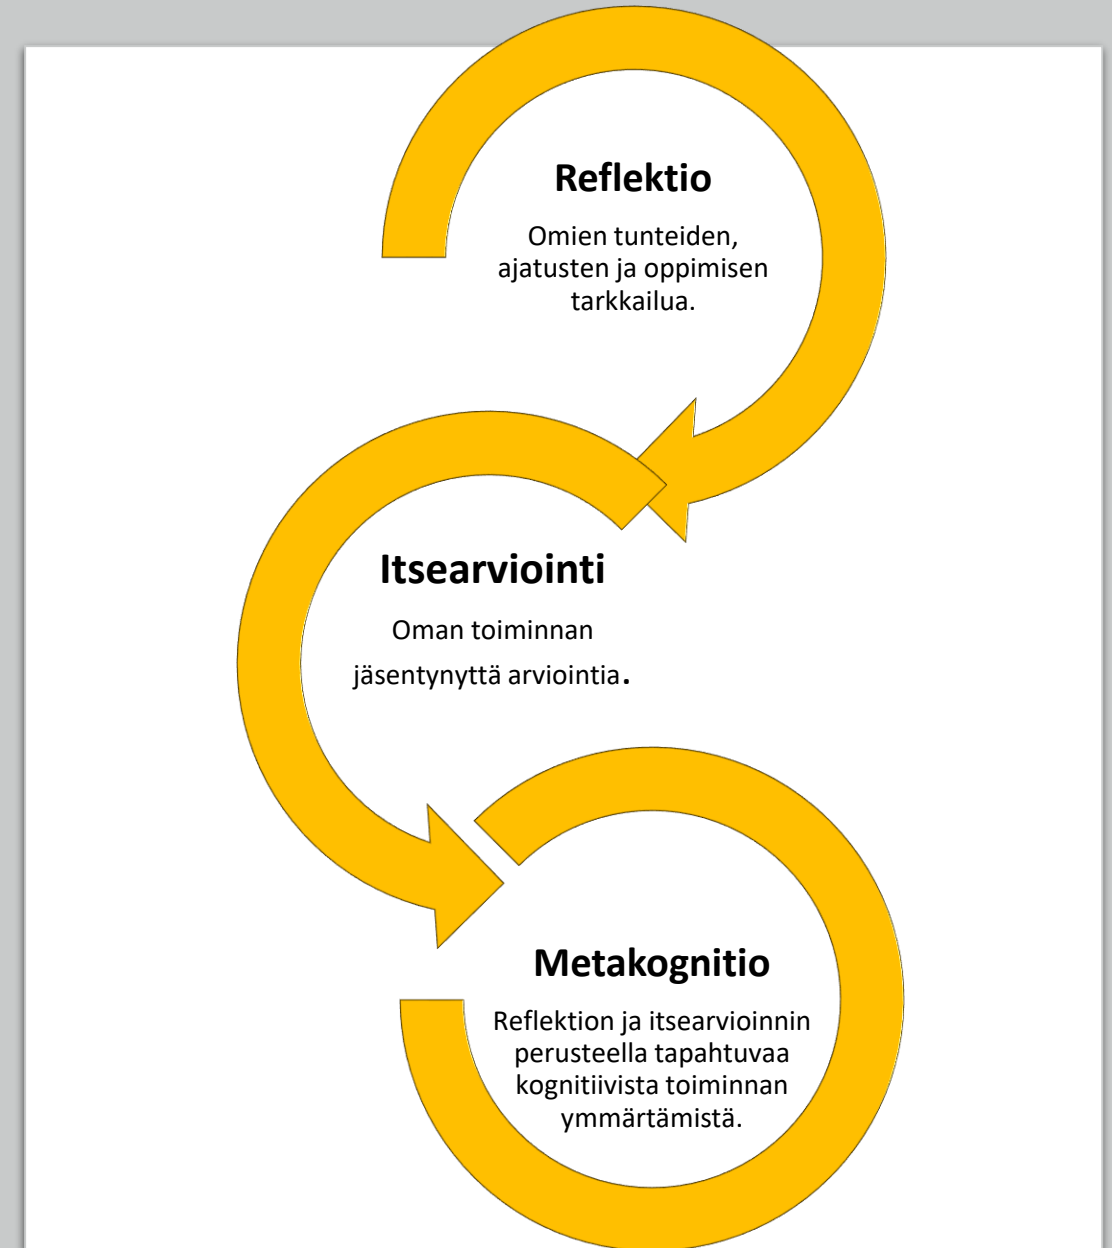 Reflektio
Omien tunteiden,
ajatusten ja oppimisen
tarkkailua.
Itsearviointi
Oman toiminnan
jäsentynyttä arviointia.
Metakognitio
Reflektion ja itsearvioinnin
perusteella tapahtuvaa
kognitiivista toiminnan
ymmärtämistä.